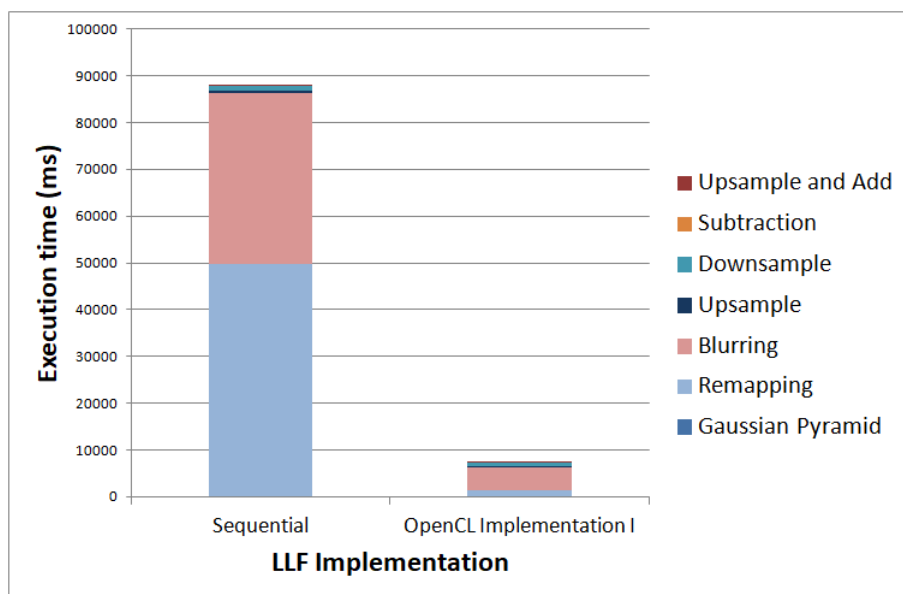 100000
90000
80000
70000
60000
50000
40000
30000
20000
10000
0
Execution time (ms)
Sequential
OpenCL Implementation I
LLF Implementation
Upsample and Add
Subtraction
Downsample
Upsample
Blurring
Remapping
Gaussian Pyramid